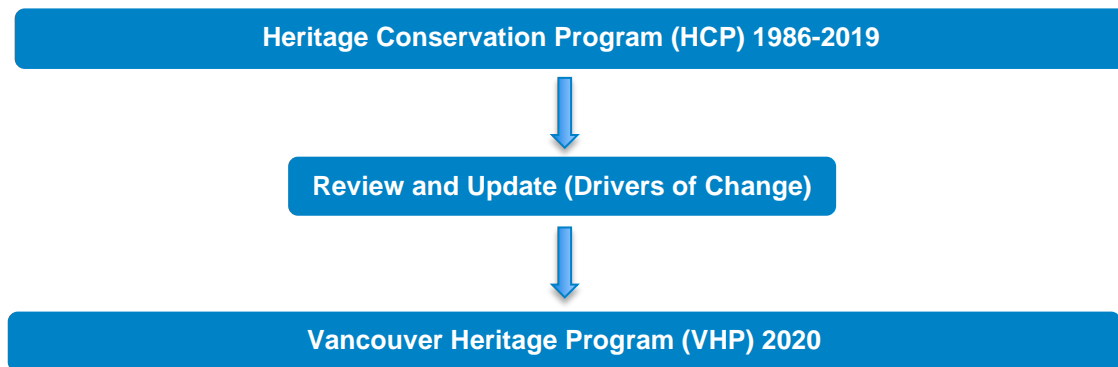 Heritage Conservation Program (HCP) 1986-2019
Review and Update (Drivers of Change)
Vancouver Heritage Program (VHP) 2020